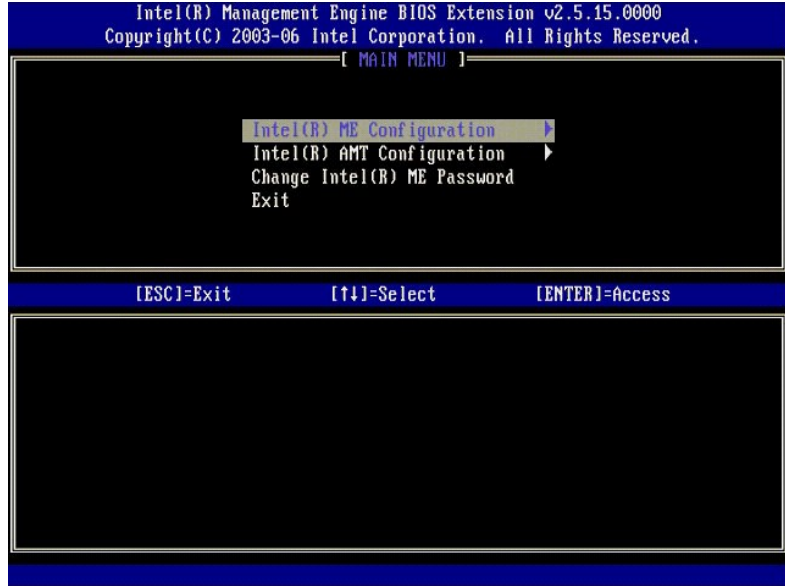 Intel(R) Management Engine BIOS Extension v2.5.15.0000
Copyright(C) 2003-06 Intel Corporation. All Rights Reserved.
[ MAIN MENU ]
Intel(R) ME Configuration ►
Intel(R) AMT Configuration ►
Change Intel(R) ME Password
Exit
[ESC]=Exit [↑↓]=Select [ENTER]=Access